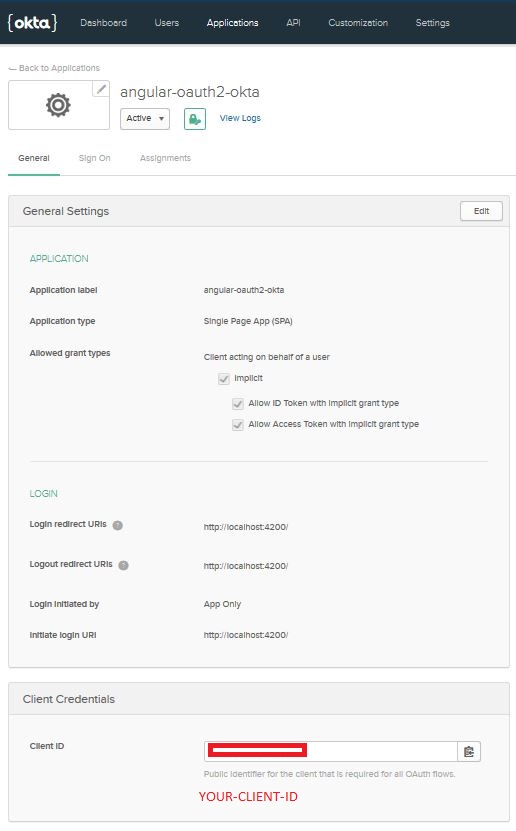 {okta}
Dashboard Users Applications API Customization Settings
← Back to Applications
angular-oauth2-okta
Active View Logs
General Sign On Assignments
General Settings Edit
APPLICATION
Application label angular-oauth2-okta
Application type Single Page App (SPA)
Allowed grant types Client acting on behalf of a user
Implicit
Allow ID Token with implicit grant type
Allow Access Token with implicit grant type
LOGIN
Login redirect URIs ? http://localhost:4200/
Logout redirect URIs ? http://localhost:4200/
Login initiated by App Only
Initiate login URI http://localhost:4200/
Client Credentials
Client ID
Public identifier for the client that is required for all OAuth flows.
YOUR-CLIENT-ID